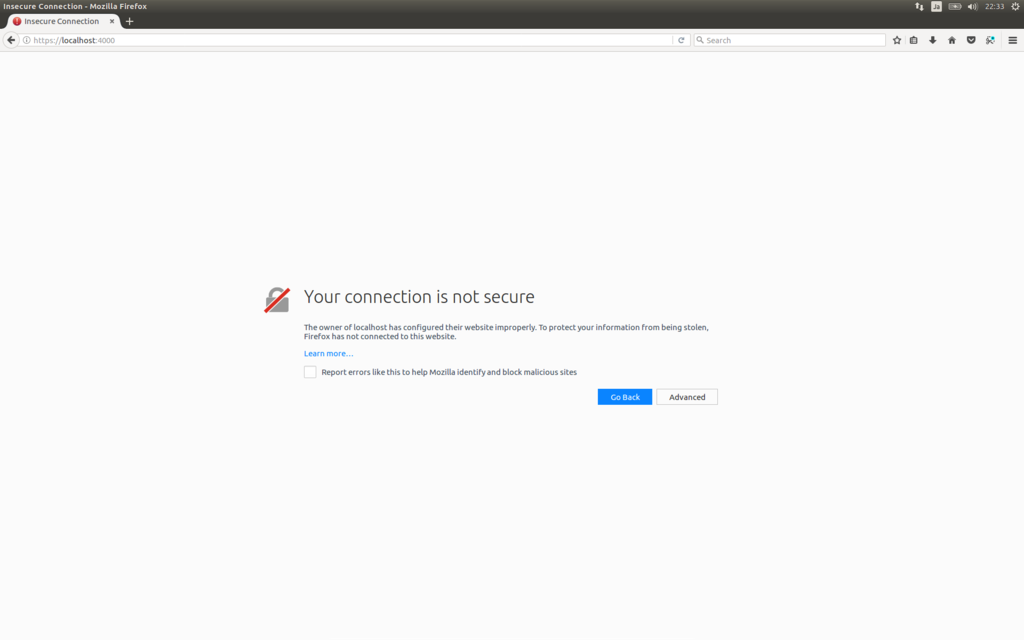 Insecure Connection - Mozilla Firefox
Ja
22:33
Insecure Connection
https://localhost:4000
Search
Your connection is not secure
The owner of localhost has configured their website improperly. To protect your information from being stolen,
Firefox has not connected to this website.
Learn more...
Report errors like this to help Mozilla identify and block malicious sites
Go Back
Advanced